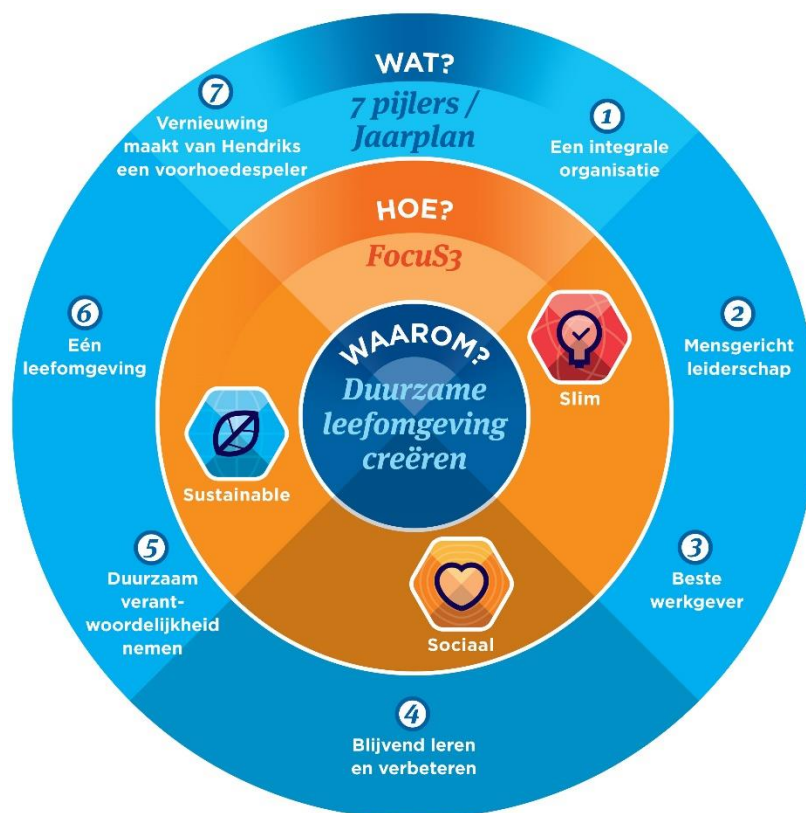 WAT?
7 pijlers /
Jaarplan
1
Een integrale
organisatie
2
Mensgericht
leiderschap
3
Beste
werkgever
4
Blijvend leren
en verbeteren
5
Duurzaam
verant-
woordelijkheid
nemen
6
Eén
leefomgeving
7
Vernieuwing
maakt van Hendriks
een voorhoedespeler
HOE?
FocuS3
Slim
Sociaal
Sustainable
WAAROM?
Duurzame
leefomgeving
creëren